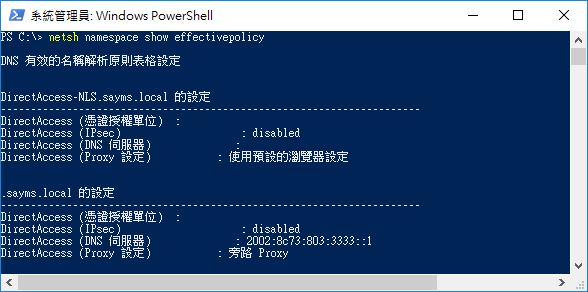 系統管理員: Windows PowerShell
PS C:\> netsh namespace show effectivepolicy
DNS 有效的名稱解析原則表格設定
DirectAccess-NLS.sayms.local 的設定
----------------------------------------------------------------------
DirectAccess (憑證授權單位) :
DirectAccess (IPsec) : disabled
DirectAccess (DNS 伺服器) :
DirectAccess (Proxy 設定) : 使用預設的瀏覽器設定
.sayms.local 的設定
----------------------------------------------------------------------
DirectAccess (憑證授權單位) :
DirectAccess (IPsec) : disabled
DirectAccess (DNS 伺服器) : 2002:8c73:803:3333::1
DirectAccess (Proxy 設定) : 旁路 Proxy